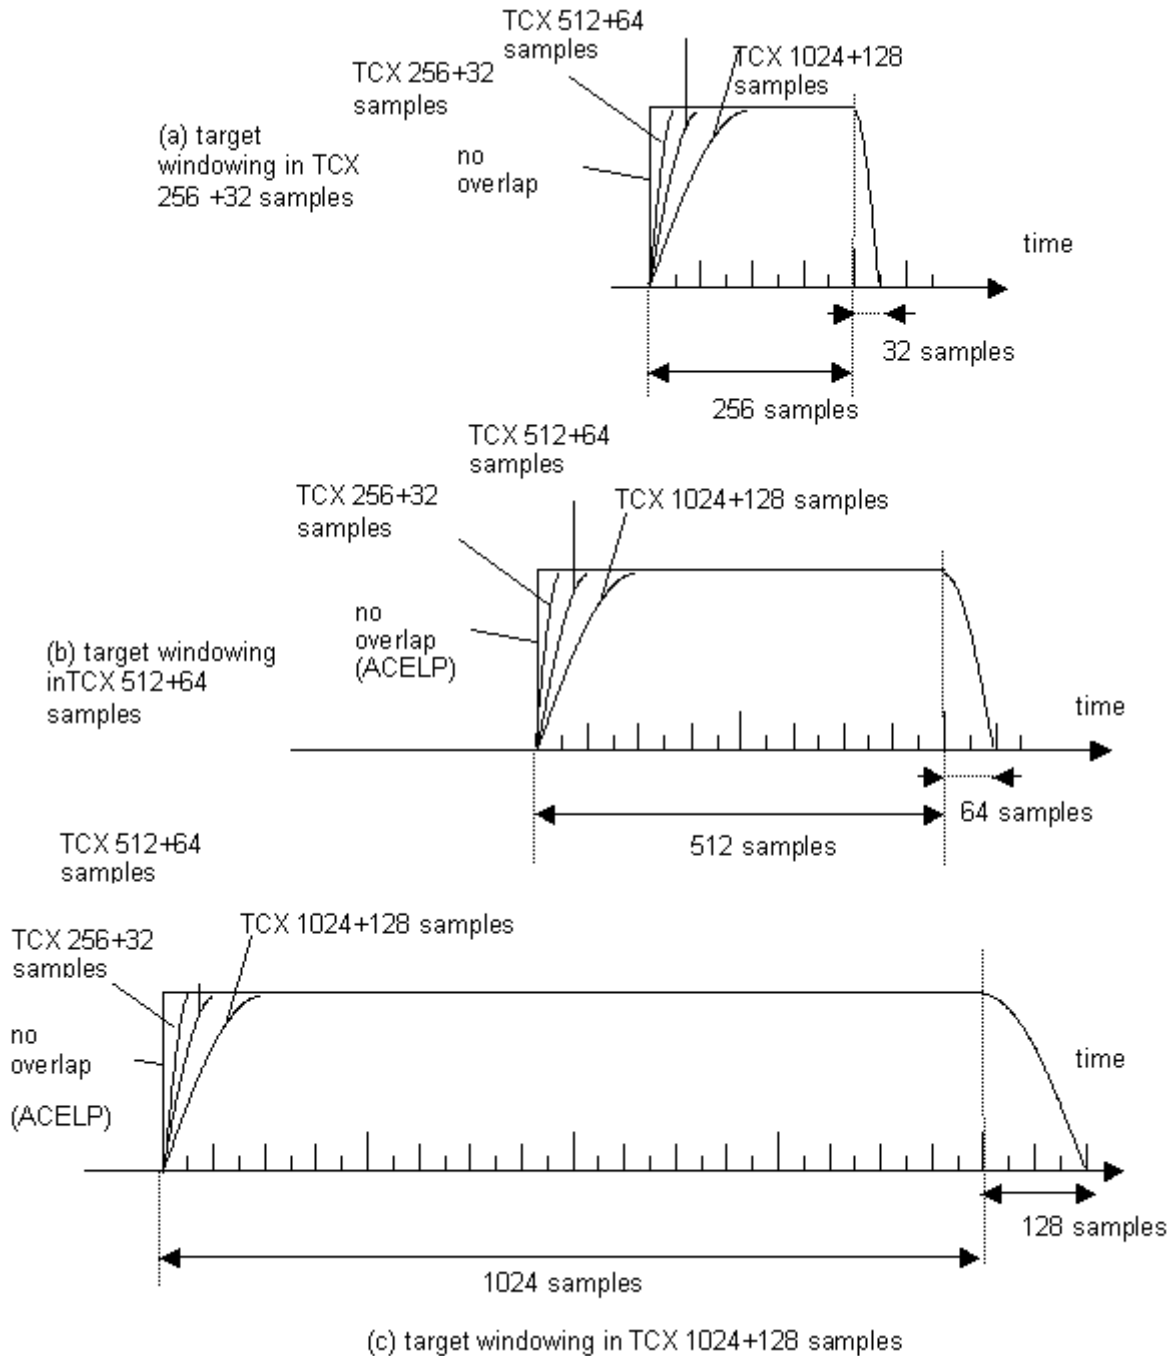 TCX 512+64
samples
TCX 1024+128
samples
TCX 256+32
samples
(a) target
windowing in TCX
256 +32 samples
no
overlap
time
32 samples
256 samples
TCX 512+64
samples
TCX 256+32
samples
TCX 1024+128 samples
no
overlap
(ACELP)
(b) target windowing
inTCX 512+64
samples
time
64 samples
512 samples
TCX 512+64
samples
TCX 1024+128 samples
TCX 256+32
samples
no
overlap
(ACELP)
time
128 samples
1024 samples
(c) target windowing in TCX 1024+128 samples